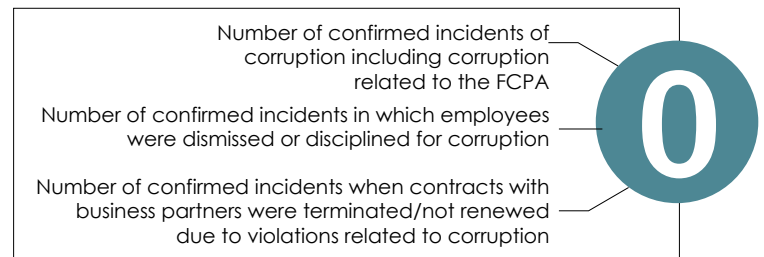 Number of confirmed incidents of
corruption including corruption
related to the FCPA
Number of confirmed incidents in which employees
were dismissed or disciplined for corruption
Number of confirmed incidents when contracts with
business partners were terminated/not renewed
due to violations related to corruption
0